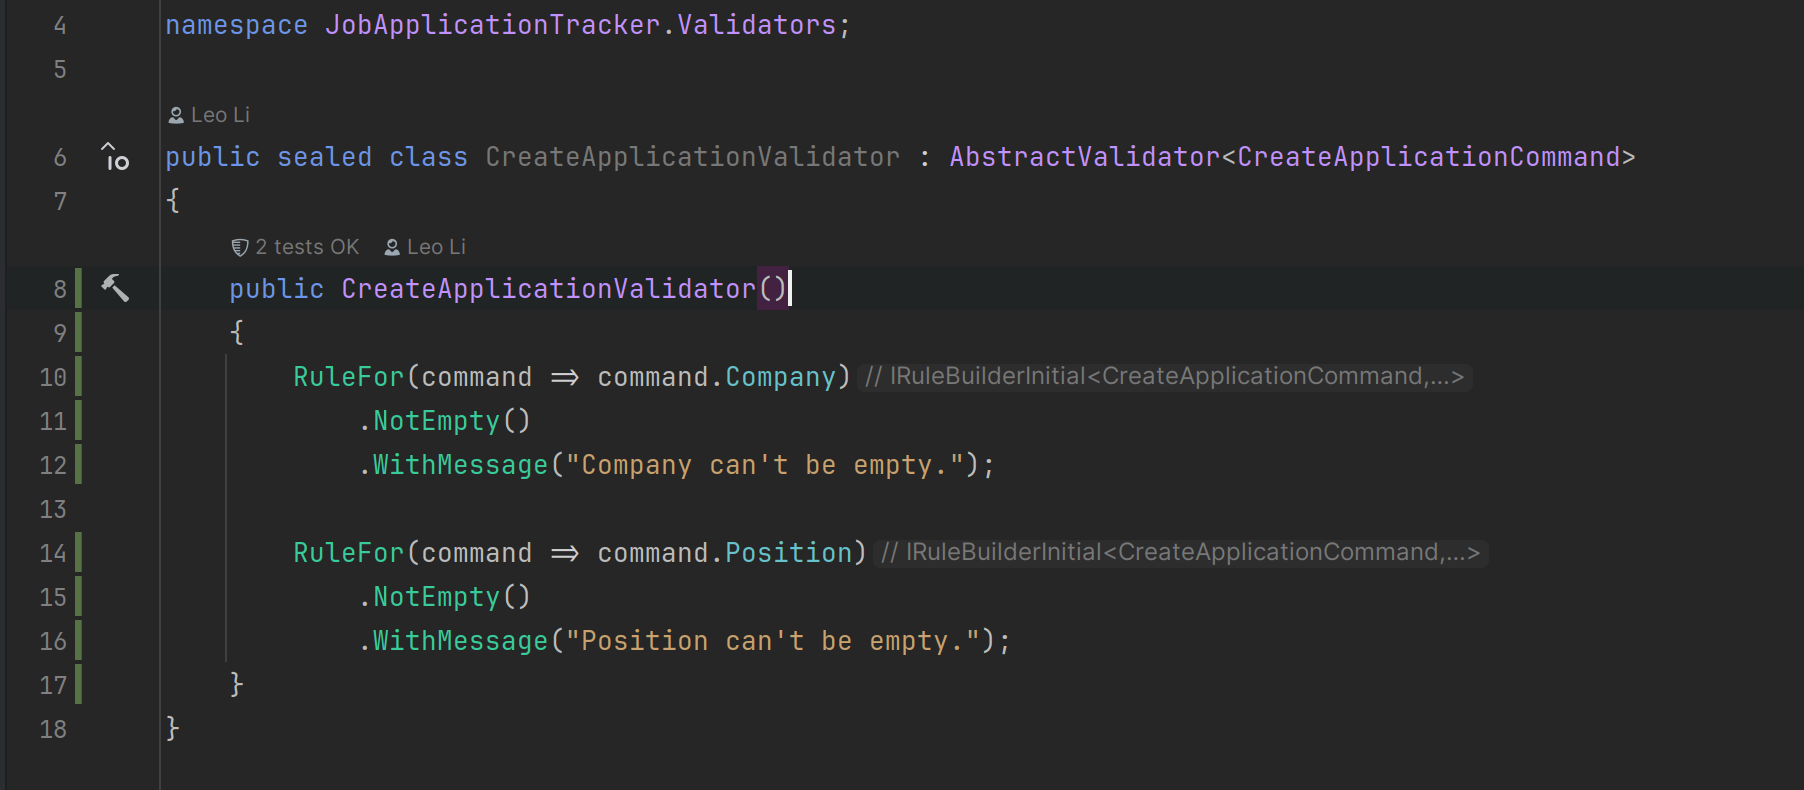 4 namespace JobApplicationTracker.Validators;
5
Leo Li
6 public sealed class CreateApplicationValidator : AbstractValidator<CreateApplicationCommand>
7 {
2 tests OK Leo Li
8 public CreateApplicationValidator()
9 {
10 RuleFor(command => command.Company) // IRuleBuilderInitial<CreateApplicationCommand,...>
11 .NotEmpty()
12 .WithMessage("Company can't be empty.");
13
14 RuleFor(command => command.Position) // IRuleBuilderInitial<CreateApplicationCommand,...>
15 .NotEmpty()
16 .WithMessage("Position can't be empty.");
17 }
18 }